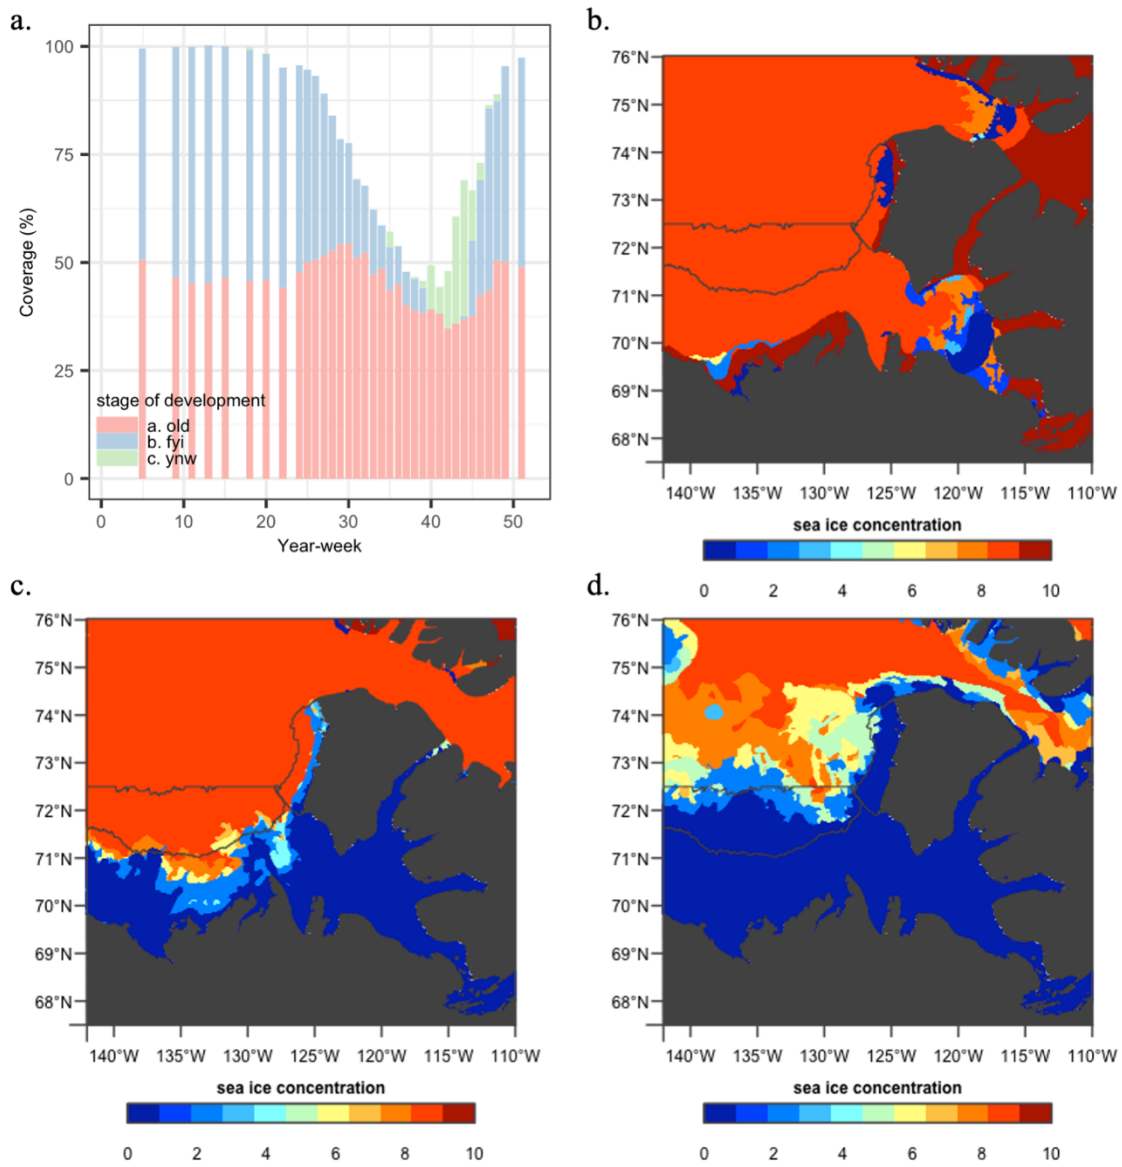 a.
100
75
50
25
0
Coverage (%)
stage of development
a. old
b. fyi
c. ynw
0 10 20 30 40 50
Year-week
b.
76°N
75°N
74°N
73°N
72°N
71°N
70°N
69°N
68°N
140°W 135°W 130°W 125°W 120°W 115°W 110°W
sea ice concentration
0 2 4 6 8 10
c.
76°N
75°N
74°N
73°N
72°N
71°N
70°N
69°N
68°N
140°W 135°W 130°W 125°W 120°W 115°W 110°W
sea ice concentration
0 2 4 6 8 10
d.
76°N
75°N
74°N
73°N
72°N
71°N
70°N
69°N
68°N
140°W 135°W 130°W 125°W 120°W 115°W 110°W
sea ice concentration
0 2 4 6 8 10